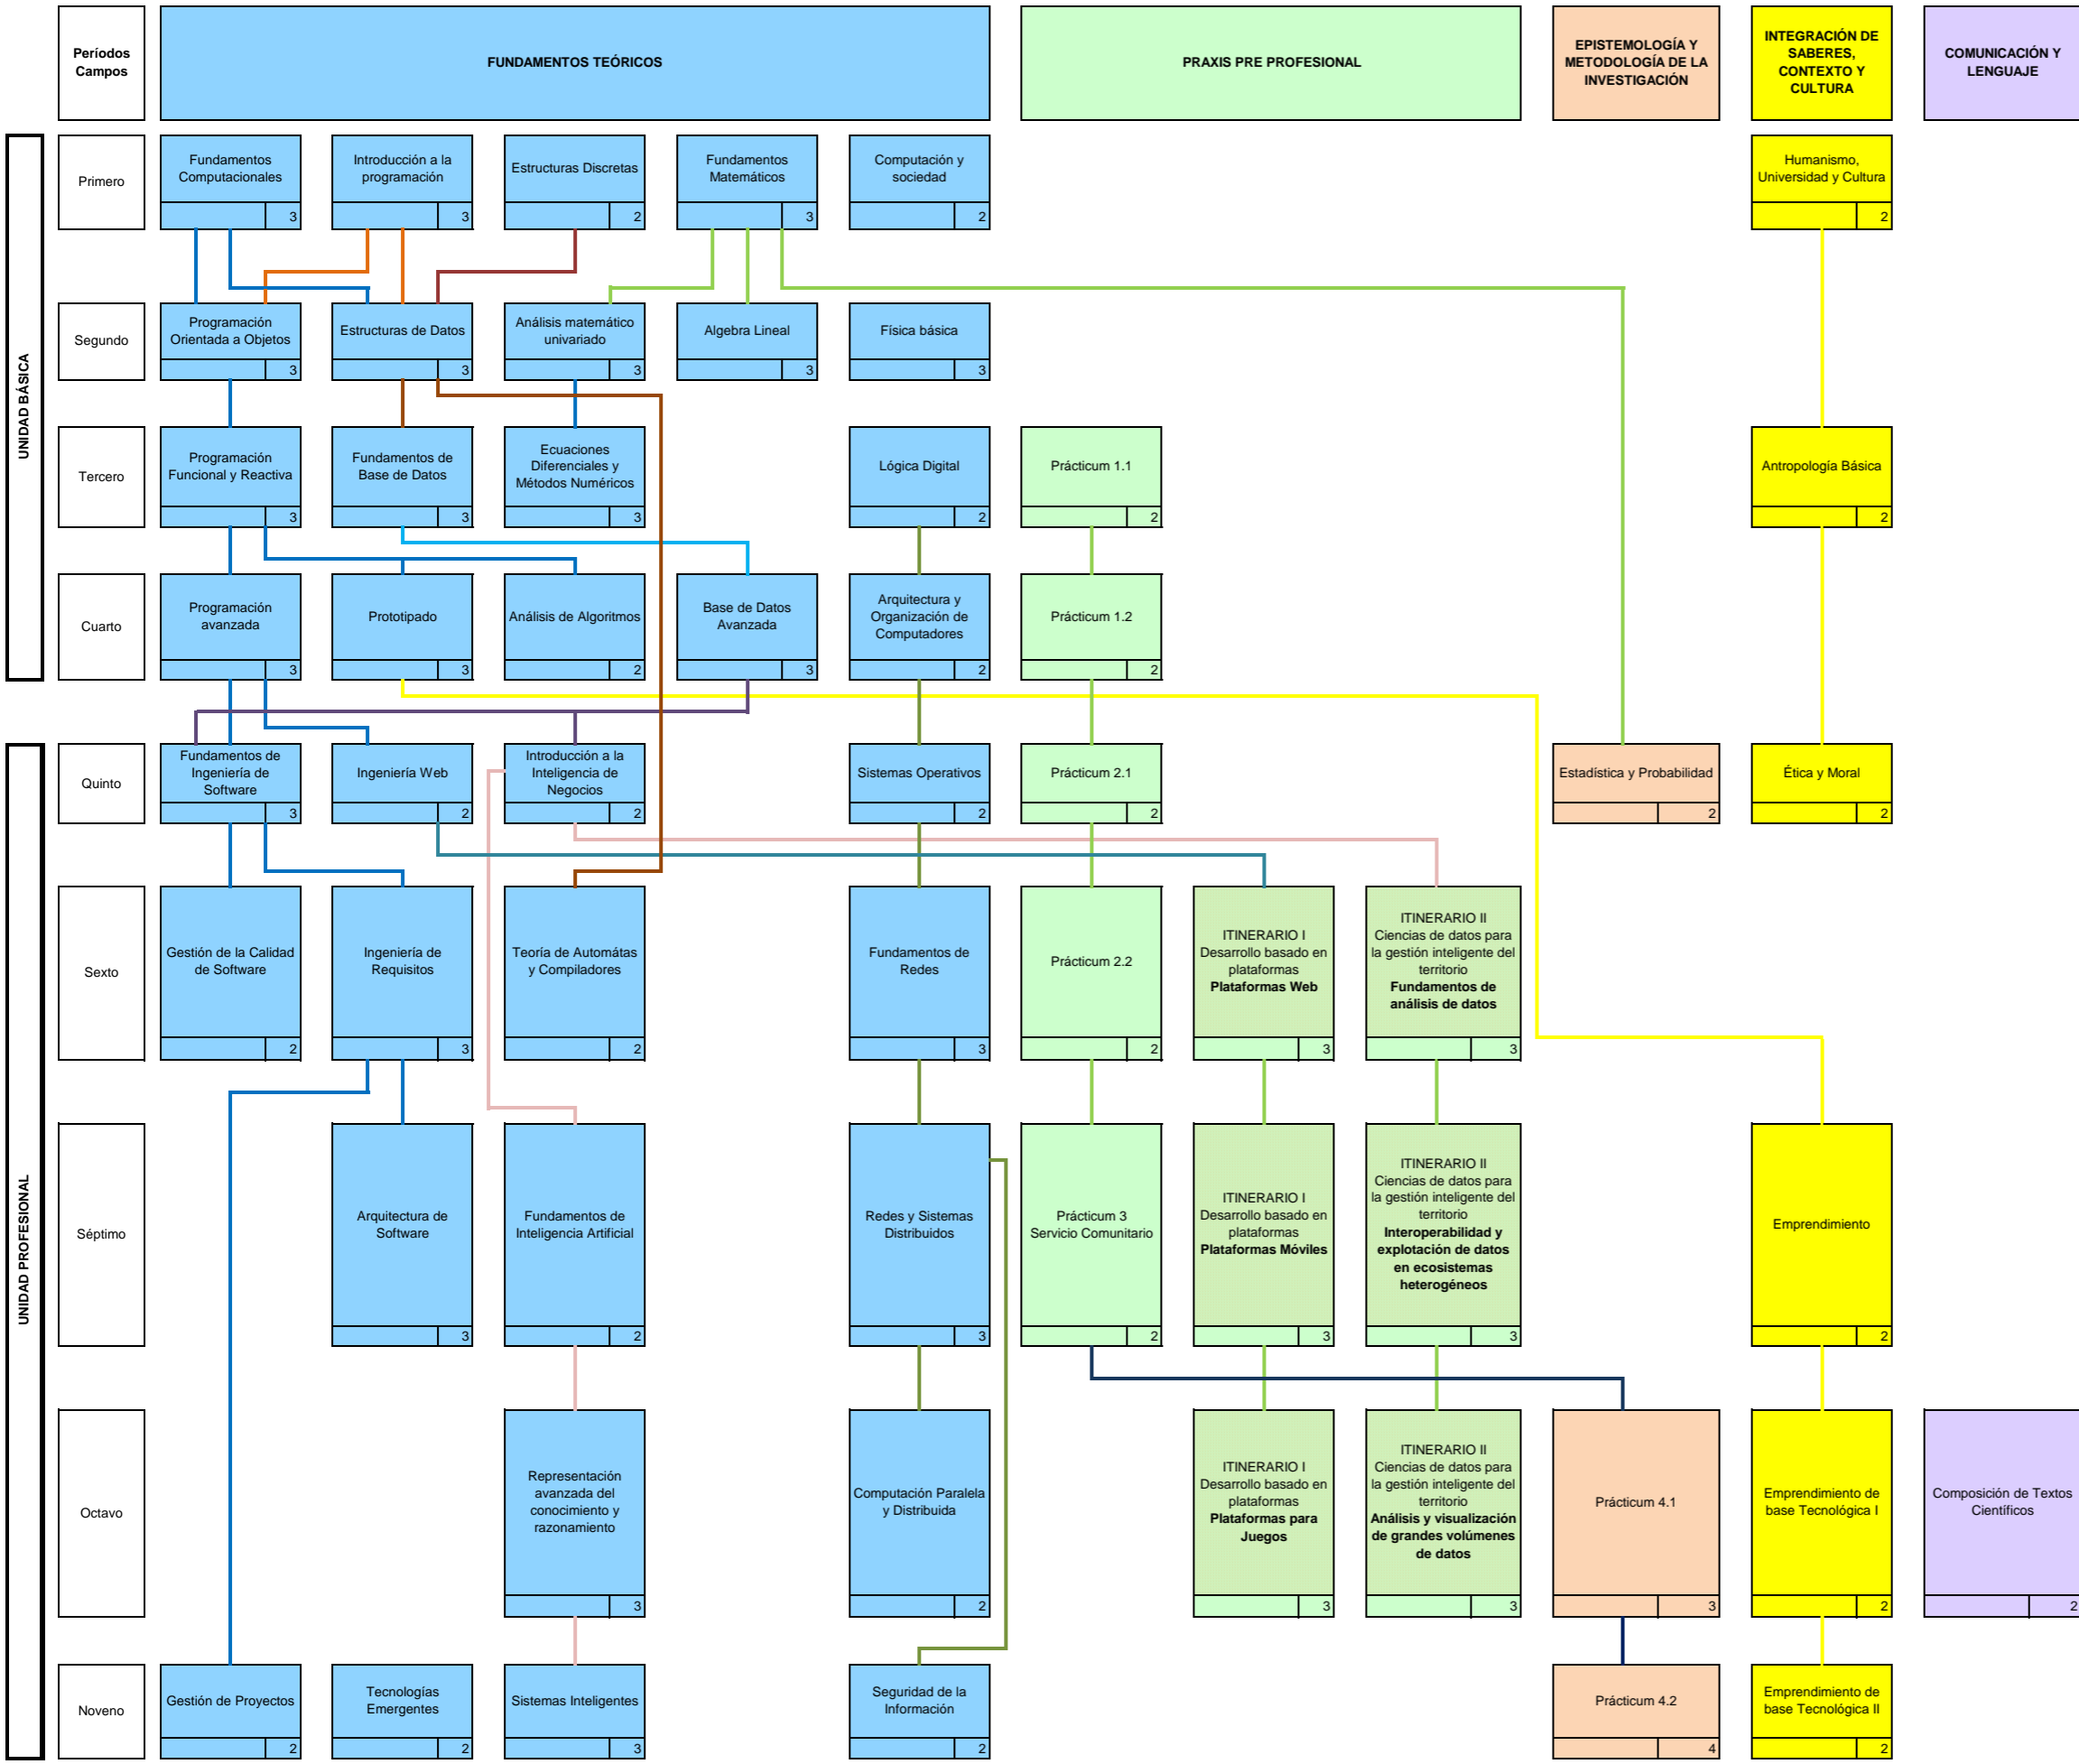 Períodos
Campos
FUNDAMENTOS TEÓRICOS
PRAXIS PRE PROFESIONAL
EPISTEMOLOGÍA Y
METODOLOGÍA DE LA
INVESTIGACIÓN
INTEGRACIÓN DE
SABERES,
CONTEXTO Y
CULTURA
COMUNICACIÓN Y
LENGUAJE
UNIDAD BÁSICA
Primero
Fundamentos
Computacionales
3
Introducción a la
programación
3
Estructuras Discretas
2
Fundamentos
Matemáticos
3
Computación y
sociedad
2
Humanismo,
Universidad y Cultura
2
Segundo
Programación
Orientada a Objetos
3
Estructuras de Datos
3
Análisis matemático
univariado
3
Algebra Lineal
3
Física básica
3
Tercero
Programación
Funcional y Reactiva
3
Fundamentos de
Base de Datos
3
Ecuaciones
Diferenciales y
Métodos Numéricos
3
Lógica Digital
2
Prácticum 1.1
2
Antropología Básica
2
Cuarto
Programación
avanzada
3
Prototipado
3
Análisis de Algoritmos
2
Base de Datos
Avanzada
3
Arquitectura y
Organización de
Computadores
2
Prácticum 1.2
2
UNIDAD PROFESIONAL
Quinto
Fundamentos de
Ingeniería de
Software
3
Ingeniería Web
2
Introducción a la
Inteligencia de
Negocios
2
Sistemas Operativos
2
Prácticum 2.1
2
Estadística y Probabilidad
2
Ética y Moral
2
Sexto
Gestión de la Calidad
de Software
2
Ingeniería de
Requisitos
3
Teoría de Automátas
y Compiladores
2
Fundamentos de
Redes
3
Prácticum 2.2
2
ITINERARIO I
Desarrollo basado en
plataformas
Plataformas Web
3
ITINERARIO II
Ciencias de datos para
la gestión inteligente del
territorio
Fundamentos de
análisis de datos
3
Séptimo
Arquitectura de
Software
3
Fundamentos de
Inteligencia Artificial
2
Redes y Sistemas
Distribuidos
3
Prácticum 3
Servicio Comunitario
2
ITINERARIO I
Desarrollo basado en
plataformas
Plataformas Móviles
3
ITINERARIO II
Ciencias de datos para
la gestión inteligente del
territorio
Interoperabilidad y
explotación de datos
en ecosistemas
heterogéneos
3
Emprendimiento
2
Octavo
Representación
avanzada del
conocimiento y
razonamiento
3
Computación Paralela
y Distribuida
2
ITINERARIO I
Desarrollo basado en
plataformas
Plataformas para
Juegos
3
ITINERARIO II
Ciencias de datos para
la gestión inteligente del
territorio
Análisis y visualización
de grandes volúmenes
de datos
3
Prácticum 4.1
3
Emprendimiento de
base Tecnológica I
2
Composición de Textos
Científicos
2
Noveno
Gestión de Proyectos
2
Tecnologías
Emergentes
2
Sistemas Inteligentes
3
Seguridad de la
Información
2
Prácticum 4.2
4
Emprendimiento de
base Tecnológica II
2